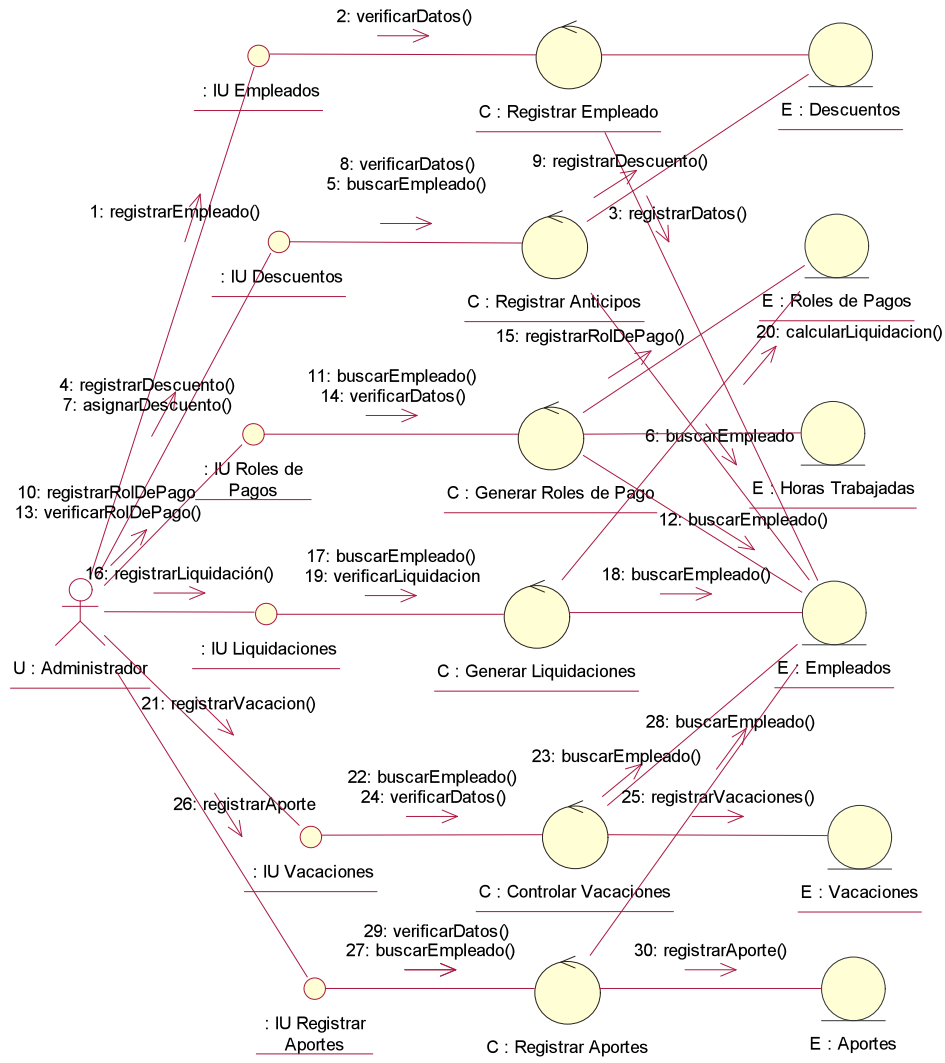 2: verificarDatos()
: IU Empleados
C : Registrar Empleado
E : Descuentos
8: verificarDatos()
5: buscarEmpleado()
9: registrarDescuento()
1: registrarEmpleado()
3: registrarDatos()
: IU Descuentos
C : Registrar Anticipos
E : Roles de Pagos
15: registrarRolDePago()
20: calcularLiquidacion()
4: registrarDescuento()
7: asignarDescuento()
11: buscarEmpleado()
14: verificarDatos()
6: buscarEmpleado
: IU Roles de
Pagos
C : Generar Roles de Pago
E : Horas Trabajadas
10: registrarRolDePago
13: verificarRolDePago()
12: buscarEmpleado()
16: registrarLiquidación()
17: buscarEmpleado()
19: verificarLiquidacion
18: buscarEmpleado()
: IU Liquidaciones
C : Generar Liquidaciones
E : Empleados
U : Administrador
21: registrarVacacion()
28: buscarEmpleado()
23: buscarEmpleado()
22: buscarEmpleado()
24: verificarDatos()
25: registrarVacaciones()
26: registrarAporte
: IU Vacaciones
C : Controlar Vacaciones
E : Vacaciones
29: verificarDatos()
27: buscarEmpleado()
30: registrarAporte()
: IU Registrar
Aportes
C : Registrar Aportes
E : Aportes